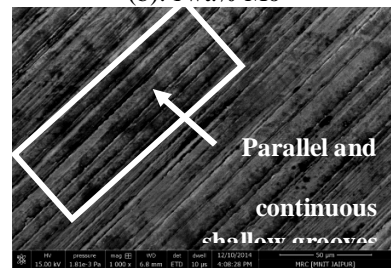 Parallel and
continuous
shallow grooves
HV pressure mag WD det dwell 12/10/2014 50 µm
15.00 kV 1.81e-3 Pa 1 000 x 6.8 mm ETD 10 µs 4:08:28 PM MRC [MNIT JAIPUR]